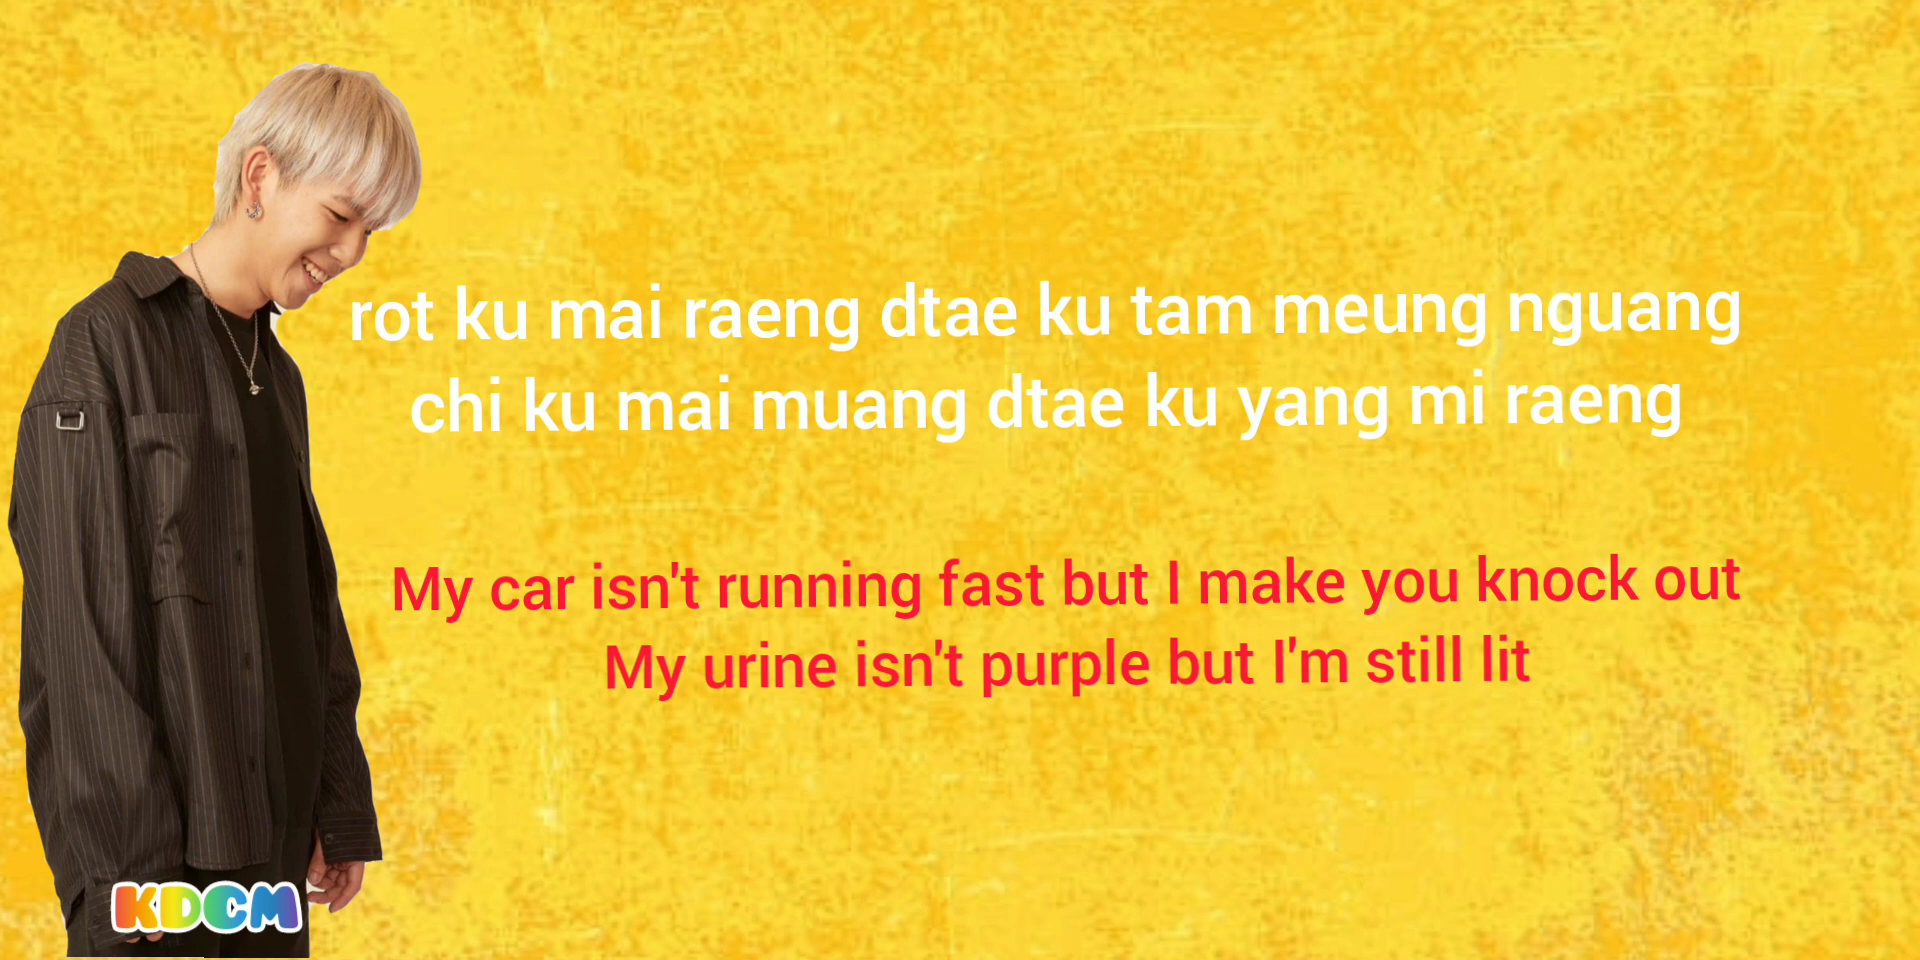 rot ku mai raeng dtae ku tam meung nguang
chi ku mai muang dtae ku yang mi raeng
My car isn't running fast but I make you knock out
My urine isn't purple but I'm still lit
KDCM